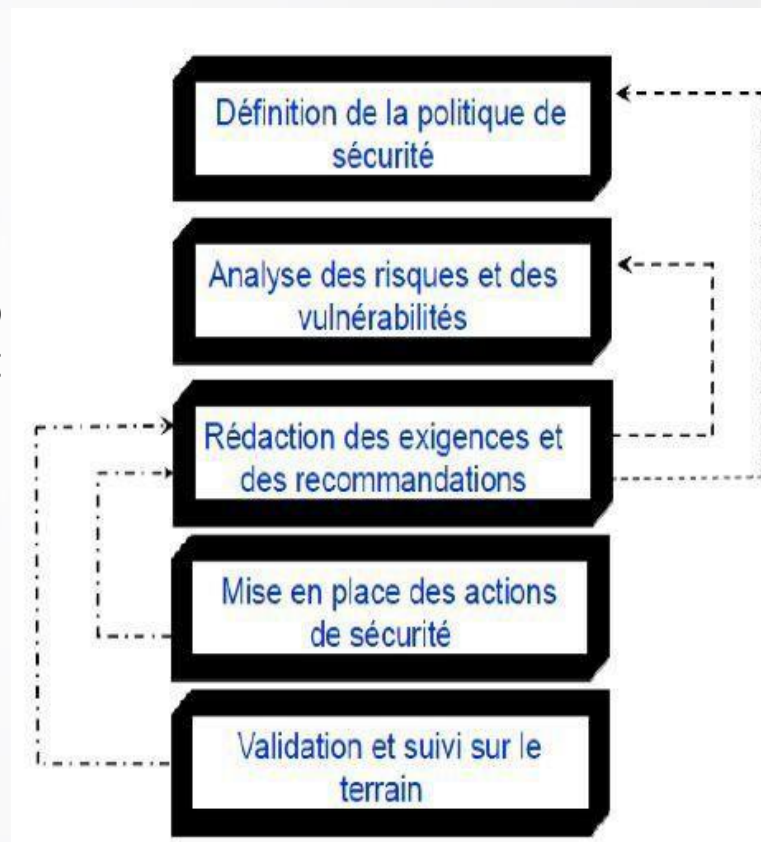 Définition de la politique de
sécurité
Analyse des risques et des
vulnérabilités
Rédaction des exigences et
des recommandations
Mise en place des actions
de sécurité
Validation et suivi sur le
terrain